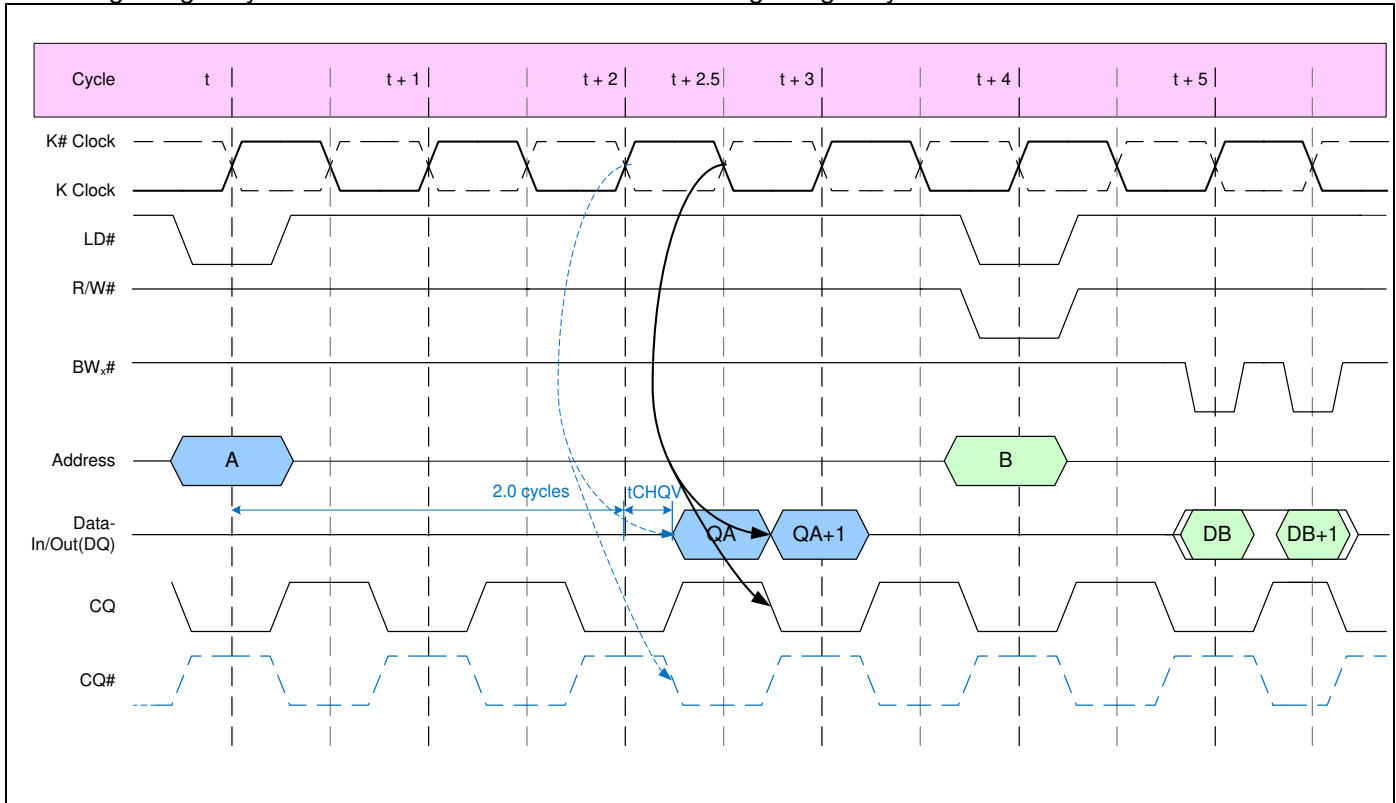 Cycle t t + 1 t + 2 t + 2.5 t + 3 t + 4 t + 5
K# Clock
K Clock
LD#
R/W#
BWₓ#
Address A B
2.0 cycles tCHQV
Data-
In/Out(DQ) QA QA+1 DB DB+1
CQ
CQ#